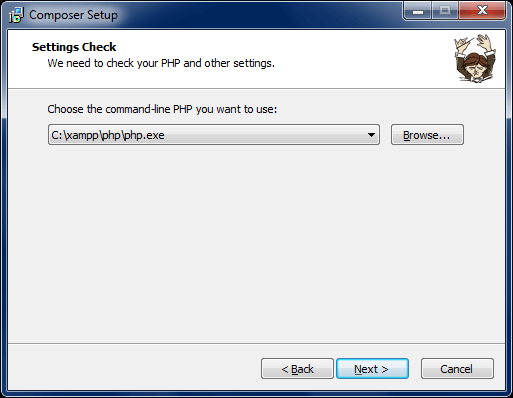 Composer Setup
Settings Check
We need to check your PHP and other settings.
Choose the command-line PHP you want to use:
C:\xampp\php\php.exe
Browse...
< Back
Next >
Cancel